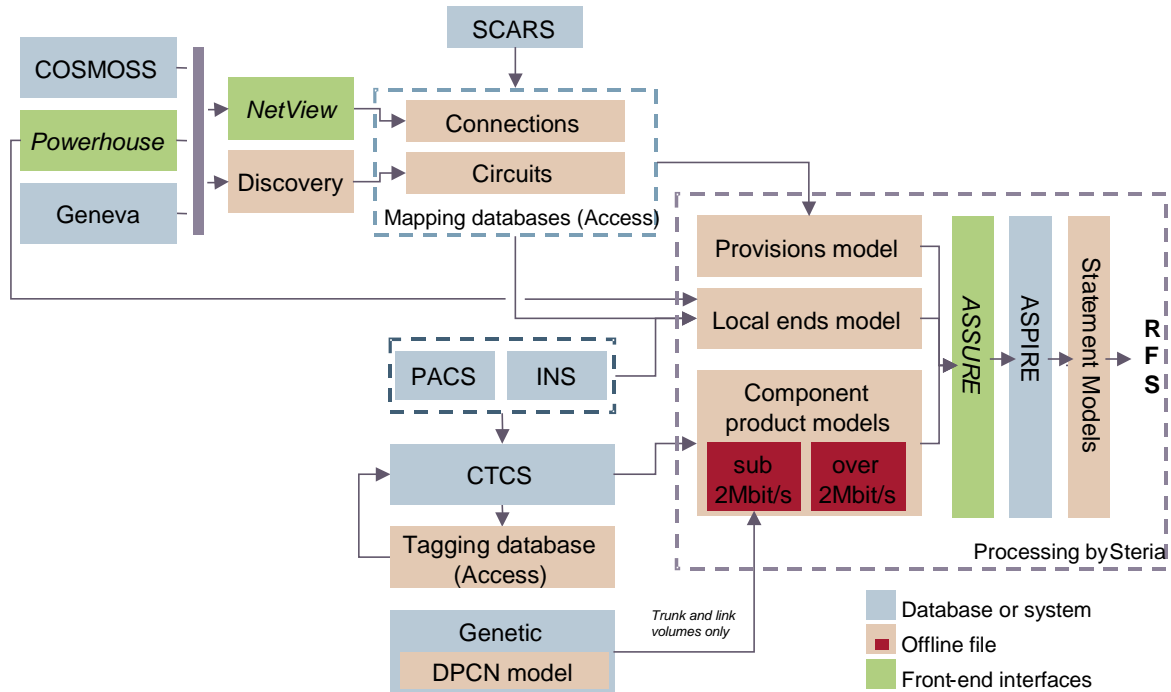 SCARS
COSMOSS
NetView
Connections
Powerhouse
Discovery
Circuits
Geneva
Mapping databases (Access)
Provisions model
Local ends model
PACS
INS
Component
product models
sub
2Mbit/s
over
2Mbit/s
ASSURE
ASPIRE
Statement Models
R
F
S
CTCS
Tagging database
(Access)
Processing bySteria
Genetic
DPCN model
Trunk and link
volumes only
Database or system
Offline file
Front-end interfaces